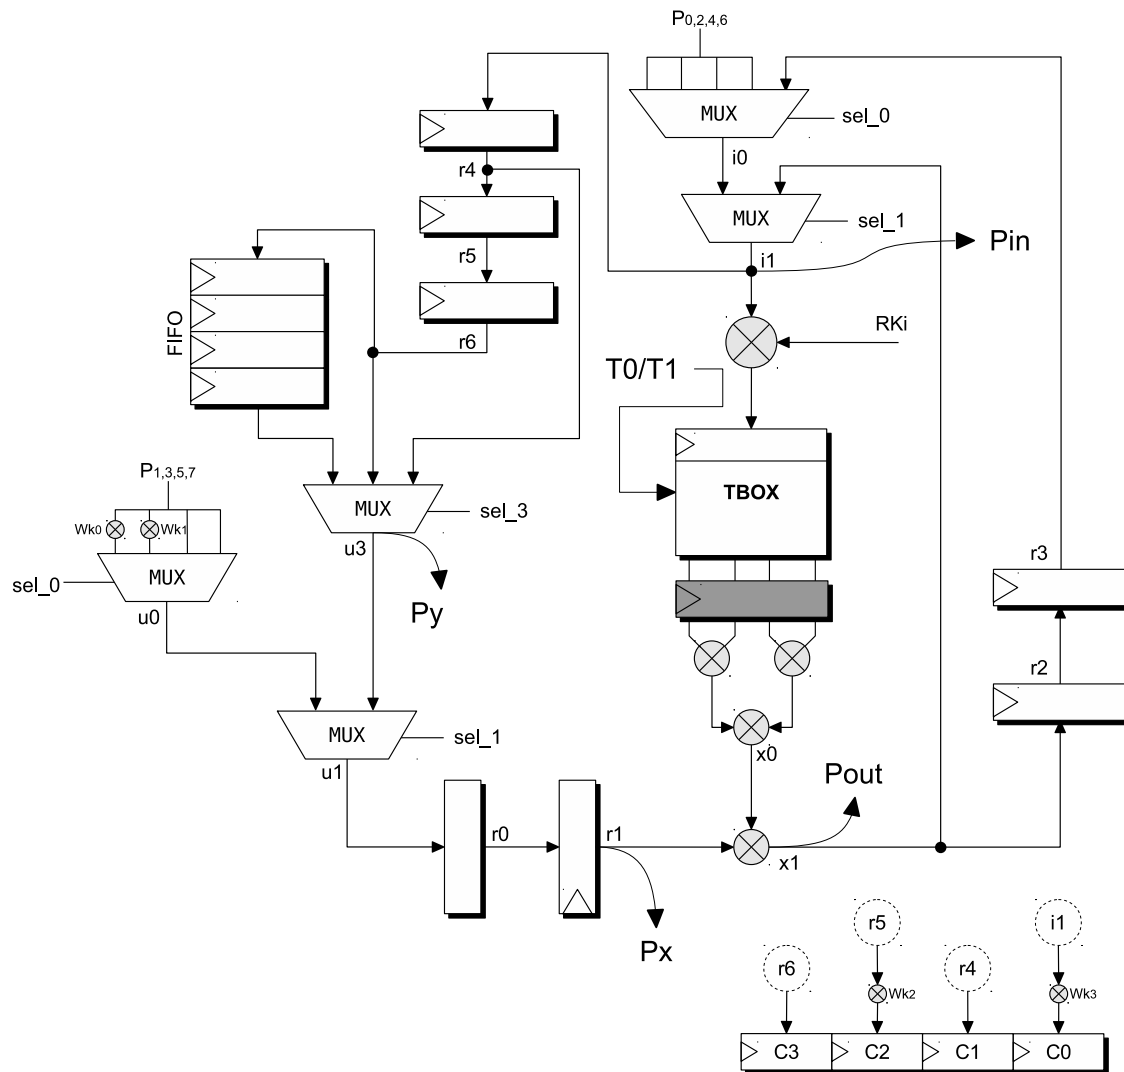 P0,2,4,6
MUX
sel_0
i0
r4
MUX
sel_1
r5
Pin
i1
FIFO
r6
RKi
T0/T1
P1,3,5,7
TBOX
MUX
sel_3
Wk0
Wk1
u3
r3
MUX
sel_0
Py
u0
r2
MUX
sel_1
x0
u1
Pout
r0
r1
x1
r5
i1
Px
r6
r4
Wk2
Wk3
C3
C2
C1
C0